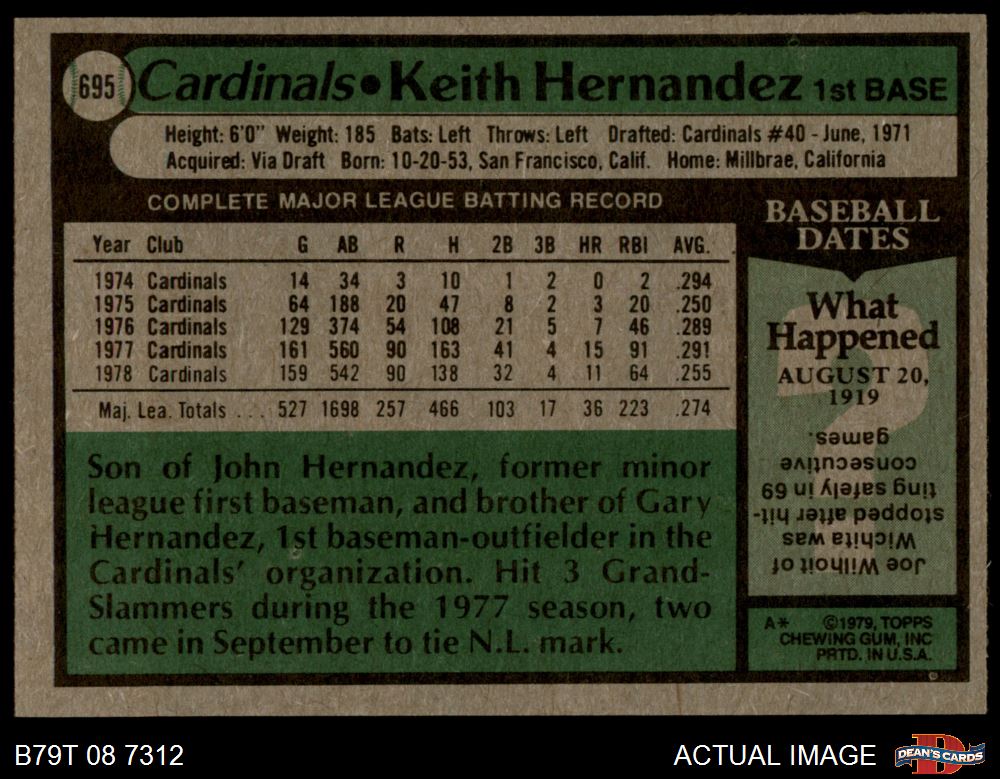 695 Cardinals • Keith Hernandez 1st BASE
Height: 6'0" Weight: 185 Bats: Left Throws: Left Drafted: Cardinals #40 - June, 1971
Acquired: Via Draft Born: 10-20-53, San Francisco, Calif. Home: Millbrae, California
COMPLETE MAJOR LEAGUE BATTING RECORD
Year Club G AB R H 2B 3B HR RBI AVG.
1974 Cardinals 14 34 3 10 1 2 0 2 .294
1975 Cardinals 64 188 20 47 8 2 3 20 .250
1976 Cardinals 129 374 54 108 21 5 7 46 .289
1977 Cardinals 161 560 90 163 41 4 15 91 .291
1978 Cardinals 159 542 90 138 32 4 11 64 .255
Maj. Lea. Totals . . . 527 1698 257 466 103 17 36 223 .274
Son of John Hernandez, former minor
league first baseman, and brother of Gary
Hernandez, 1st baseman-outfielder in the
Cardinals' organization. Hit 3 Grand-
Slammers during the 1977 season, two
came in September to tie N.L. mark.
BASEBALL
DATES
What
Happened
AUGUST 20,
1919
Joe Wilhoit of
Wichita was
stopped after hit-
ting safely in 69
consecutive
games.
A* ©1979, TOPPS
CHEWING GUM, INC
PRTD. IN U.S.A.
B79T 08 7312
ACTUAL IMAGE
DEAN'S CARDS